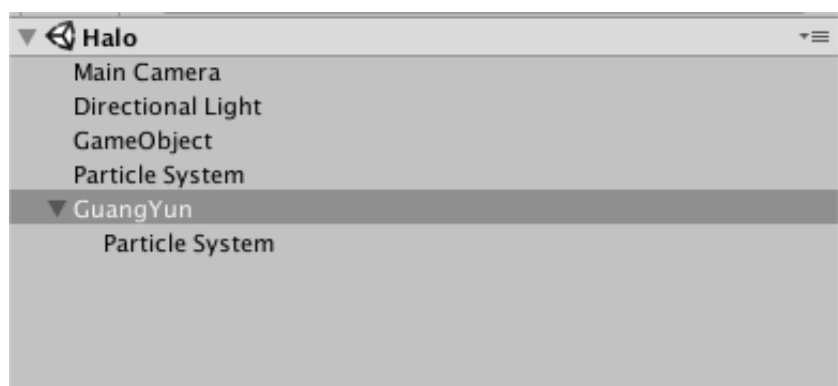 Halo
Main Camera
Directional Light
GameObject
Particle System
GuangYun
Particle System